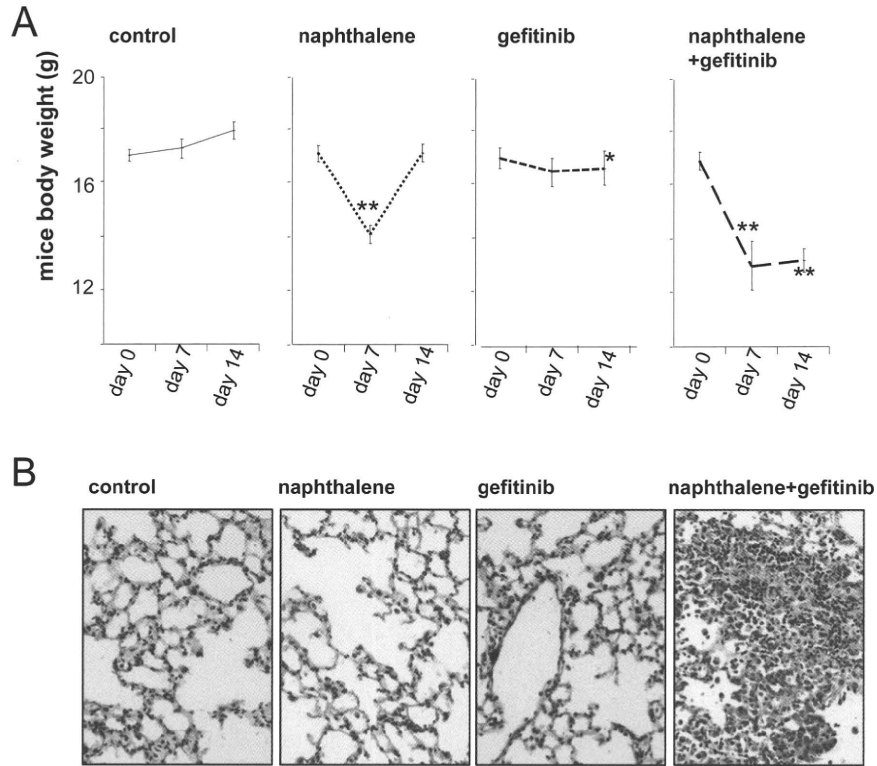 A
control
naphthalene
gefitinib
naphthalene
+gefitinib
mice body weight (g)
20
16
12
**
*
**
**
day 0
day 7
day 14
day 0
day 7
day 14
day 0
day 7
day 14
day 0
day 7
day 14
B
control
naphthalene
gefitinib
naphthalene+gefitinib